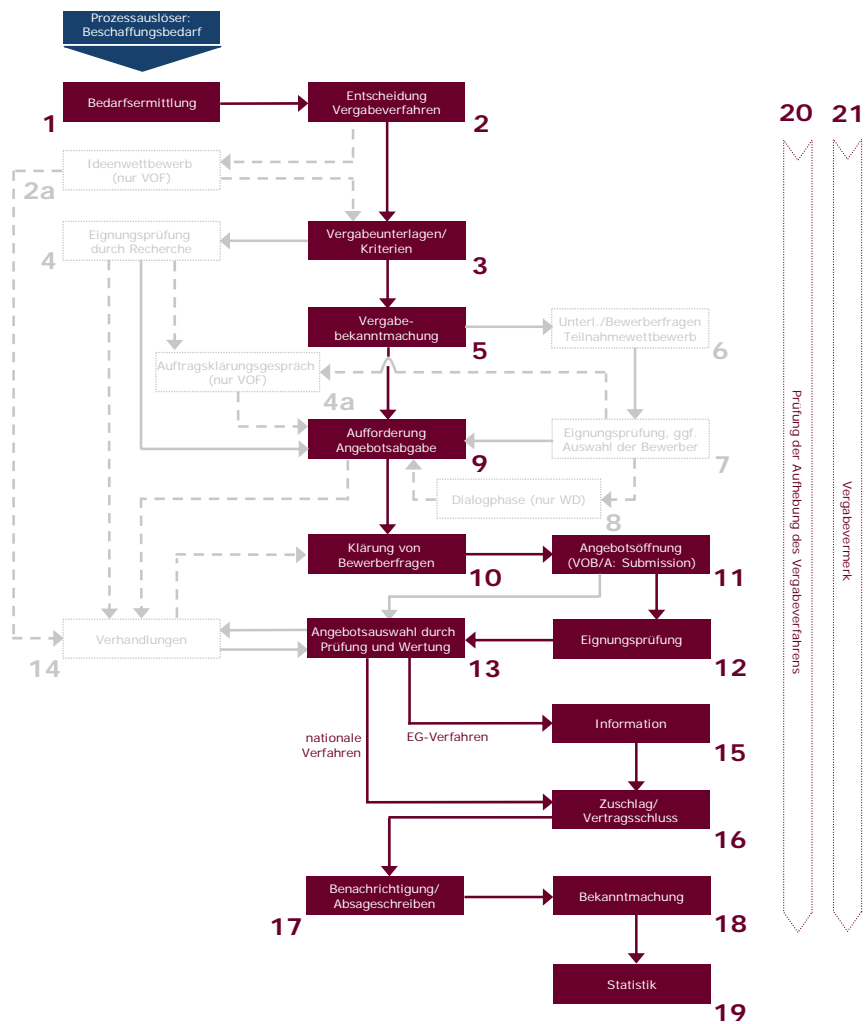 Prozessauslöser:
Beschaffungsbedarf
Bedarfsermittlung
1
Entscheidung
Vergabeverfahren
2
20
21
Ideenwettbewerb
(nur VOF)
2a
Eignungsprüfung
durch Recherche
4
Vergabeunterlagen/
Kriterien
3
Vergabe-
bekanntmachung
5
Unterl./Bewerberfragen
Teilnahmewettbewerb
6
Auftragsklärungsgespräch
(nur VOF)
4a
Aufforderung
Angebotsabgabe
9
Eignungsprüfung, ggf.
Auswahl der Bewerber
7
Dialogphase (nur WD)
8
Klärung von
Bewerberfragen
10
Angebotsöffnung
(VOB/A: Submission)
11
Verhandlungen
14
Angebotsauswahl durch
Prüfung und Wertung
13
Eignungsprüfung
12
nationale
Verfahren
EG-Verfahren
Information
15
Zuschlag/
Vertragsschluss
16
Benachrichtigung/
Absageschreiben
17
Bekanntmachung
18
Statistik
19
Prüfung der Aufhebung des Vergabeverfahrens
Vergabevermerk